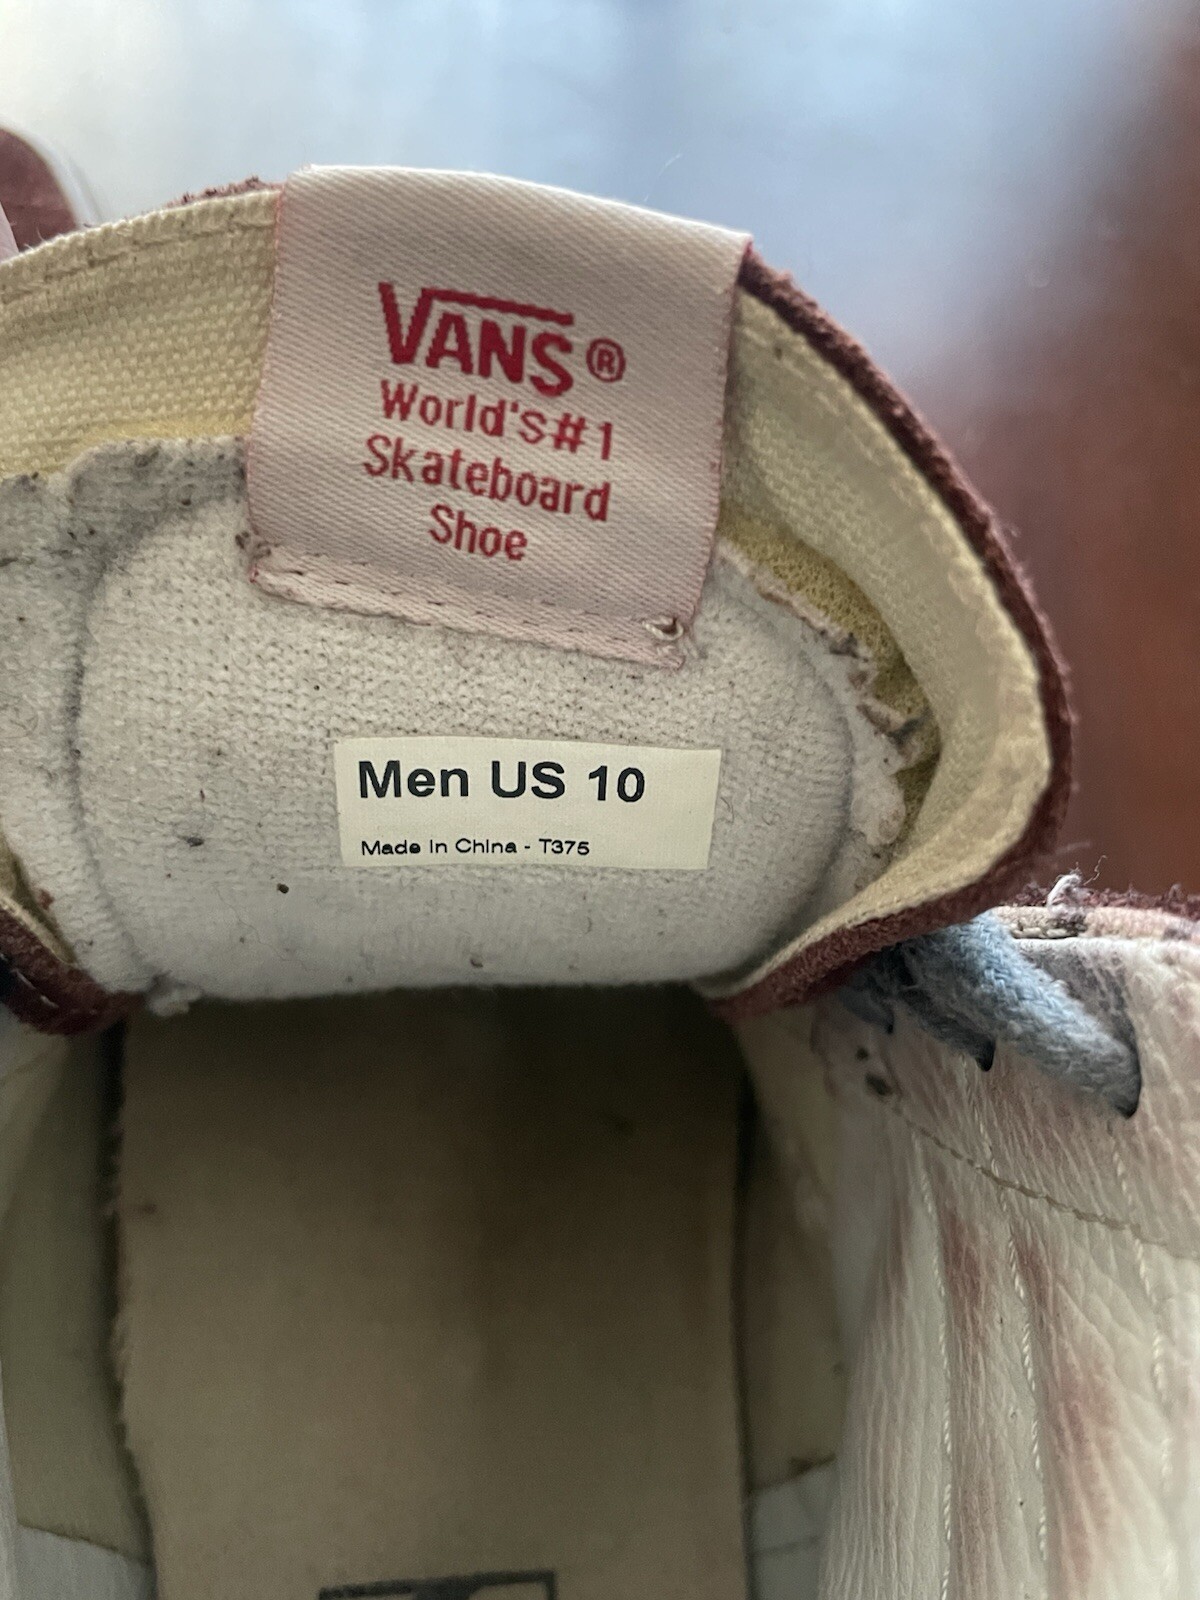 VANS®
World's#1
Skateboard
Shoe
Men US 10
Made in China - T375